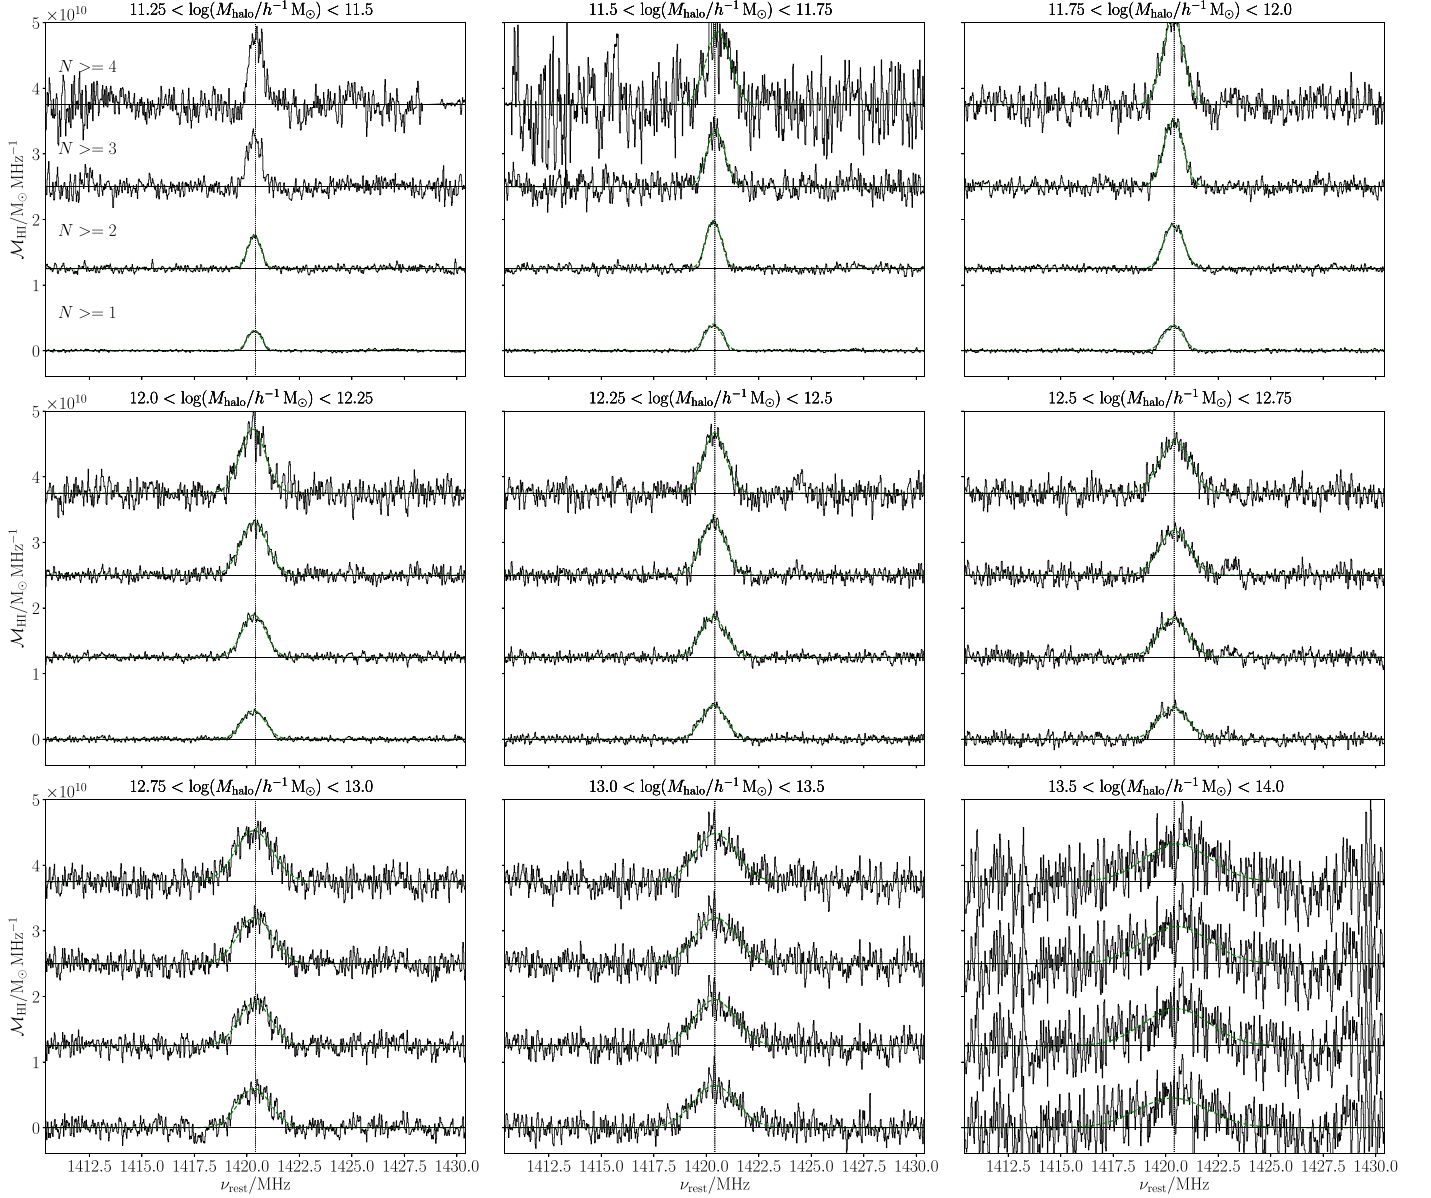 11.25 < log(M_halo/h⁻¹ M_⊙) < 11.5
11.5 < log(M_halo/h⁻¹ M_⊙) < 11.75
11.75 < log(M_halo/h⁻¹ M_⊙) < 12.0
×10¹⁰
5
4
3
2
1
0
M_HI/M_⊙ MHz⁻¹
N >= 4
N >= 3
N >= 2
N >= 1
12.0 < log(M_halo/h⁻¹ M_⊙) < 12.25
12.25 < log(M_halo/h⁻¹ M_⊙) < 12.5
12.5 < log(M_halo/h⁻¹ M_⊙) < 12.75
×10¹⁰
5
4
3
2
1
0
M_HI/M_⊙ MHz⁻¹
12.75 < log(M_halo/h⁻¹ M_⊙) < 13.0
13.0 < log(M_halo/h⁻¹ M_⊙) < 13.5
13.5 < log(M_halo/h⁻¹ M_⊙) < 14.0
×10¹⁰
5
4
3
2
1
0
M_HI/M_⊙ MHz⁻¹
1412.5 1415.0 1417.5 1420.0 1422.5 1425.0 1427.5 1430.0
1412.5 1415.0 1417.5 1420.0 1422.5 1425.0 1427.5 1430.0
1412.5 1415.0 1417.5 1420.0 1422.5 1425.0 1427.5 1430.0
ν_rest/MHz
ν_rest/MHz
ν_rest/MHz